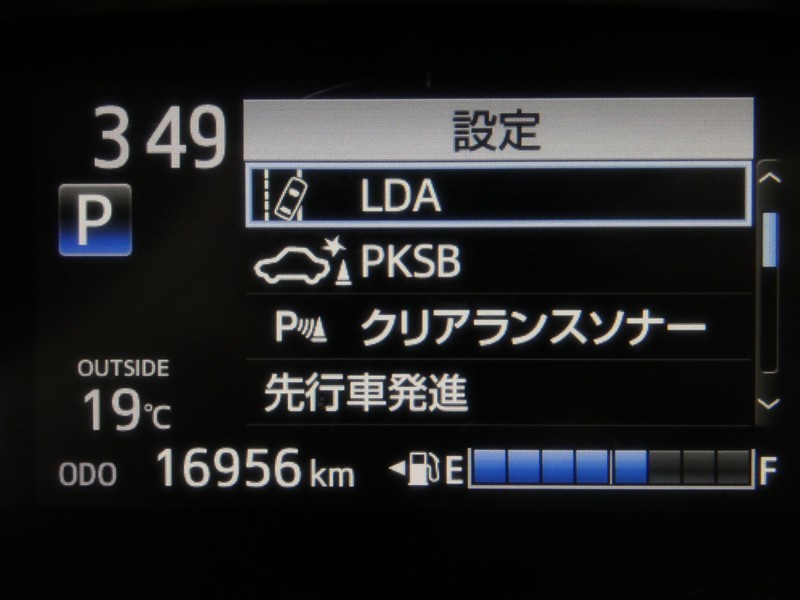 3 49
設定
P
LDA
PKSB
P クリアランスソナー
先行車発進
OUTSIDE
19℃
ODO 16956 km
E F